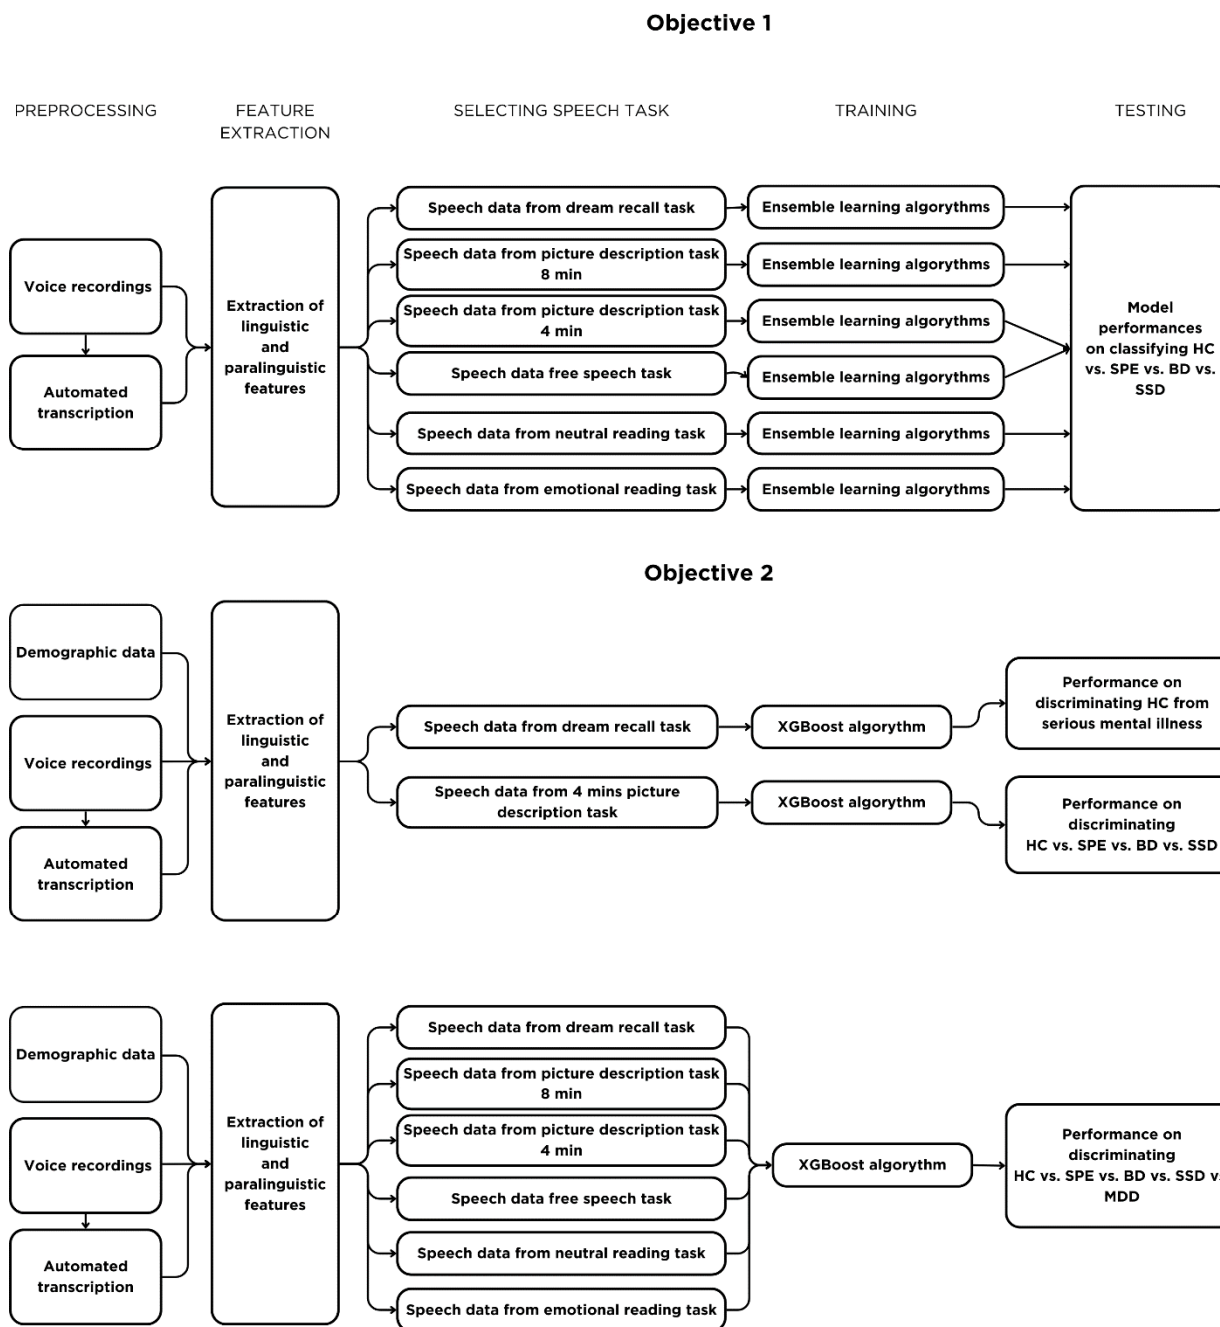 Objective 1
PREPROCESSING
FEATURE
EXTRACTION
SELECTING SPEECH TASK
TRAINING
TESTING
Voice recordings
Automated
transcription
Extraction of
linguistic
and
paralinguistic
features
Speech data from dream recall task
Speech data from picture description task
8 min
Speech data from picture description task
4 min
Speech data free speech task
Speech data from neutral reading task
Speech data from emotional reading task
Ensemble learning algorythms
Ensemble learning algorythms
Ensemble learning algorythms
Ensemble learning algorythms
Ensemble learning algorythms
Ensemble learning algorythms
Model
performances
on classifying HC
vs. SPE vs. BD vs.
SSD
Objective 2
Demographic data
Voice recordings
Automated
transcription
Extraction of
linguistic
and
paralinguistic
features
Speech data from dream recall task
Speech data from 4 mins picture
description task
XGBoost algorythm
XGBoost algorythm
Performance on
discriminating HC from
serious mental illness
Performance on
discriminating
HC vs. SPE vs. BD vs. SSD
Demographic data
Voice recordings
Automated
transcription
Extraction of
linguistic
and
paralinguistic
features
Speech data from dream recall task
Speech data from picture description task
8 min
Speech data from picture description task
4 min
Speech data free speech task
Speech data from neutral reading task
Speech data from emotional reading task
XGBoost algorythm
Performance on
discriminating
HC vs. SPE vs. BD vs. SSD
MDD